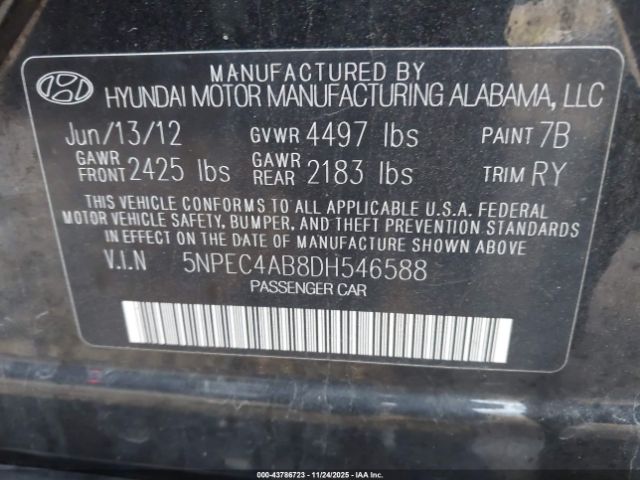 MANUFACTURED BY
HYUNDAI MOTOR MANUFACTURING ALABAMA, LLC
Jun/13/12 GVWR 4497 lbs PAINT 7B
GAWR FRONT 2425 lbs GAWR REAR 2183 lbs TRIM RY
THIS VEHICLE CONFORMS TO ALL APPLICABLE U.S.A. FEDERAL
MOTOR VEHICLE SAFETY, BUMPER, AND THEFT PREVENTION STANDARDS
IN EFFECT ON THE DATE OF MANUFACTURE SHOWN ABOVE.
V.I.N 5NPEC4AB8DH546588
PASSENGER CAR
© IAA 43786723 - 11/24/2025 - IAAI.COM